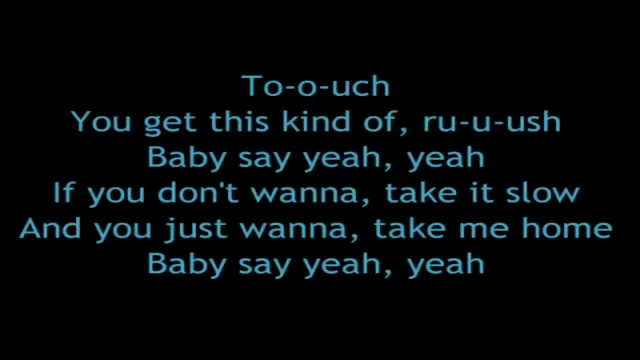 To-o-uch
You get this kind of, ru-u-ush
Baby say yeah, yeah
If you don't wanna, take it slow
And you just wanna, take me home
Baby say yeah, yeah